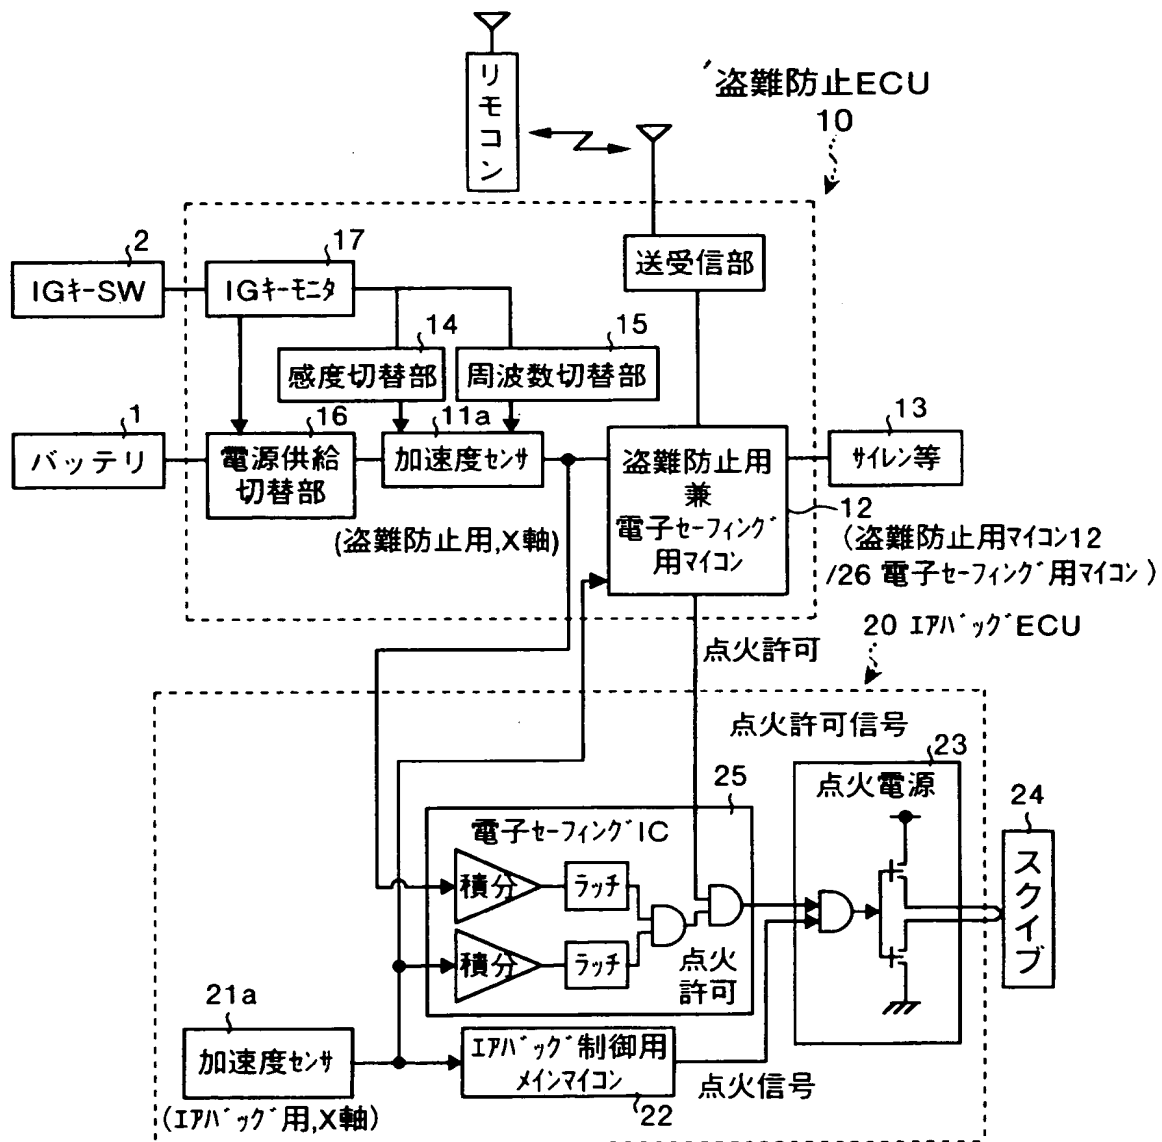 リモコン
盗難防止ECU
10
2
IGキーSW
17
IGキーモニタ
送受信部
14
感度切替部
15
周波数切替部
1
バッテリ
16
電源供給
切替部
11a
加速度センサ
(盗難防止用,X軸)
盗難防止用
兼
電子セーフィング
用マイコン
13
サイレン等
12
(盗難防止用マイコン12
/26 電子セーフィング用マイコン)
20 エアバッグECU
点火許可
点火許可信号
23
点火電源
25
電子セーフィングIC
積分
ラッチ
積分
ラッチ
点火
許可
24
スクイブ
21a
加速度センサ
(エアバッグ用,X軸)
エアバッグ制御用
メインマイコン
22
点火信号